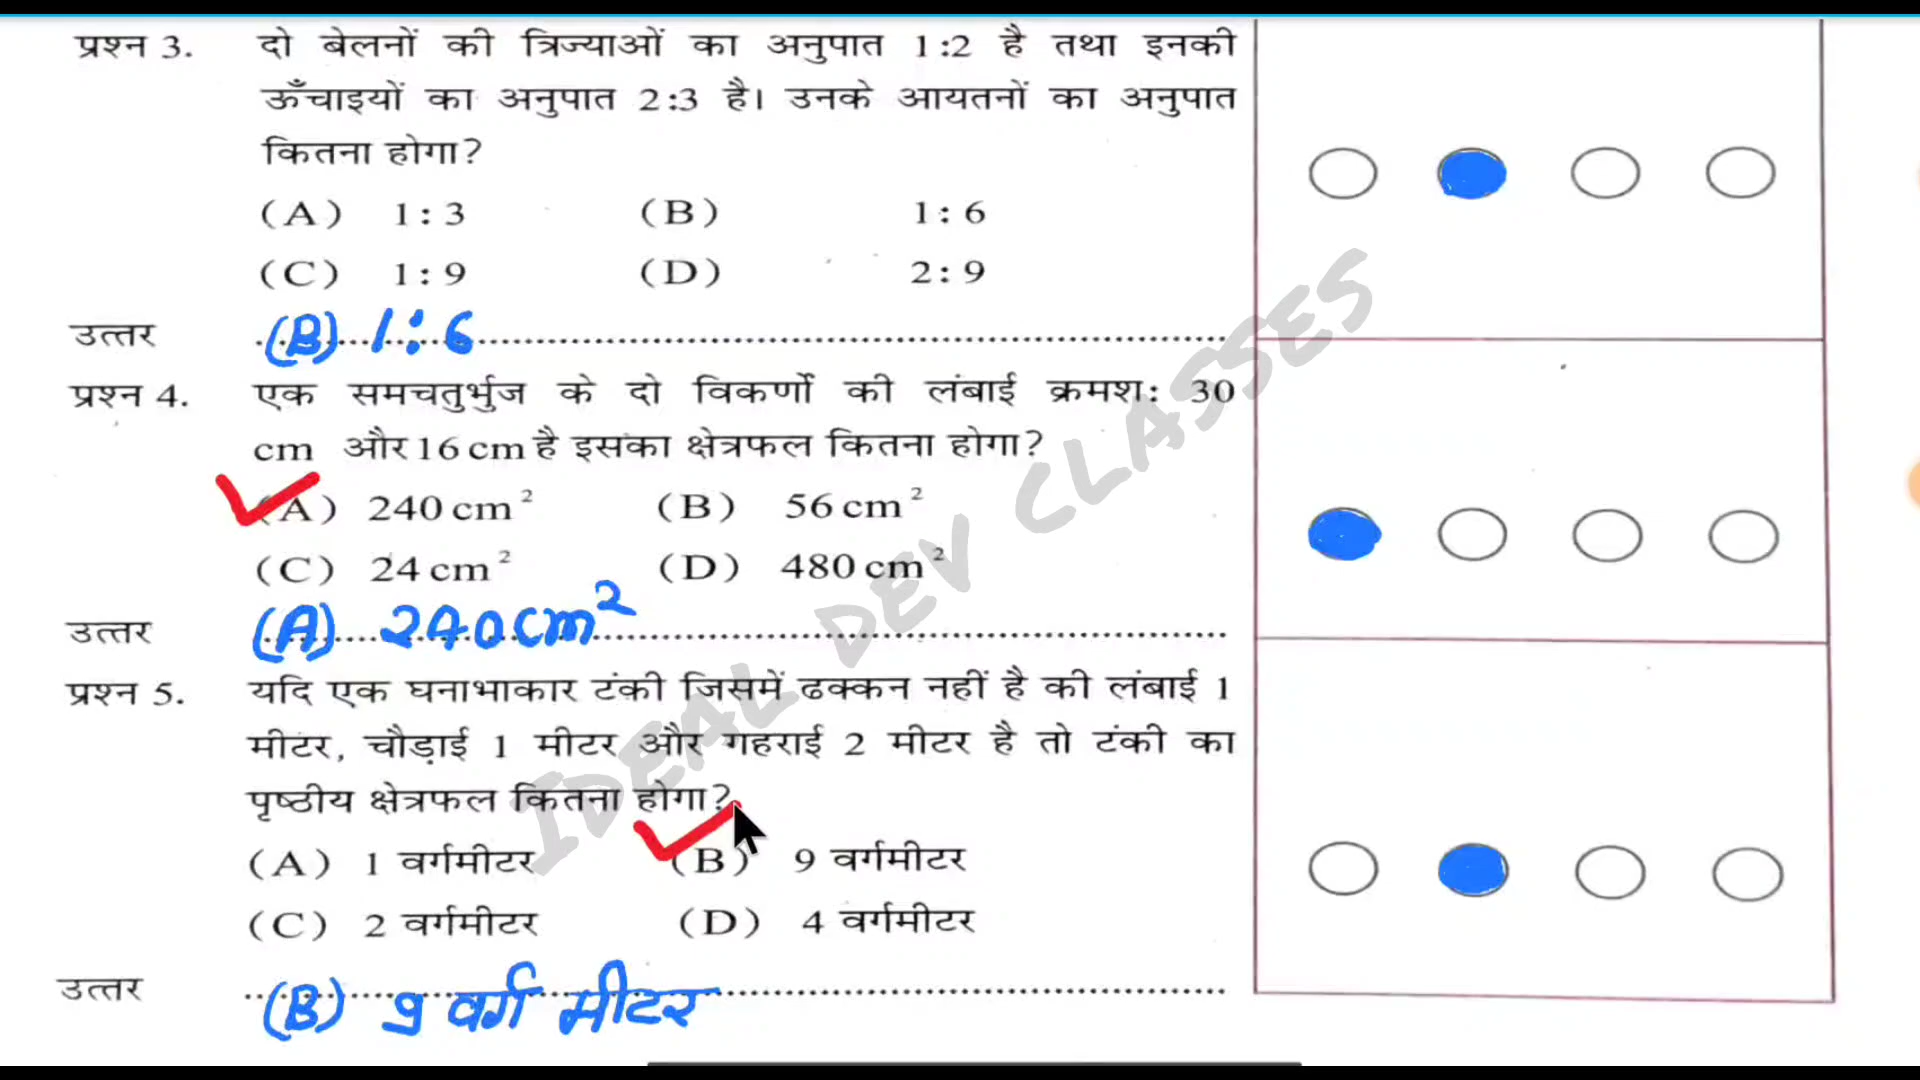 प्रश्न 3. दो बेलनों की त्रिज्याओं का अनुपात 1:2 है तथा इनकी
ऊँचाइयों का अनुपात 2:3 है। उनके आयतनों का अनुपात
कितना होगा?
(A) 1:3 (B) 1:6
(C) 1:9 (D) 2:9
उत्तर (B) 1:6
प्रश्न 4. एक समचतुर्भुज के दो विकर्णों की लंबाई क्रमश: 30
cm और 16 cm है इसका क्षेत्रफल कितना होगा?
(A) 240 cm² (B) 56 cm²
(C) 24 cm² (D) 480 cm²
उत्तर (A) 240cm²
प्रश्न 5. यदि एक घनाभाकार टंकी जिसमें ढक्कन नहीं है की लंबाई 1
मीटर, चौड़ाई 1 मीटर और गहराई 2 मीटर है तो टंकी का
पृष्ठीय क्षेत्रफल कितना होगा?
(A) 1 वर्गमीटर (B) 9 वर्गमीटर
(C) 2 वर्गमीटर (D) 4 वर्गमीटर
उत्तर (B) 9 वर्ग मीटर
IDEAL DEV CLASSES